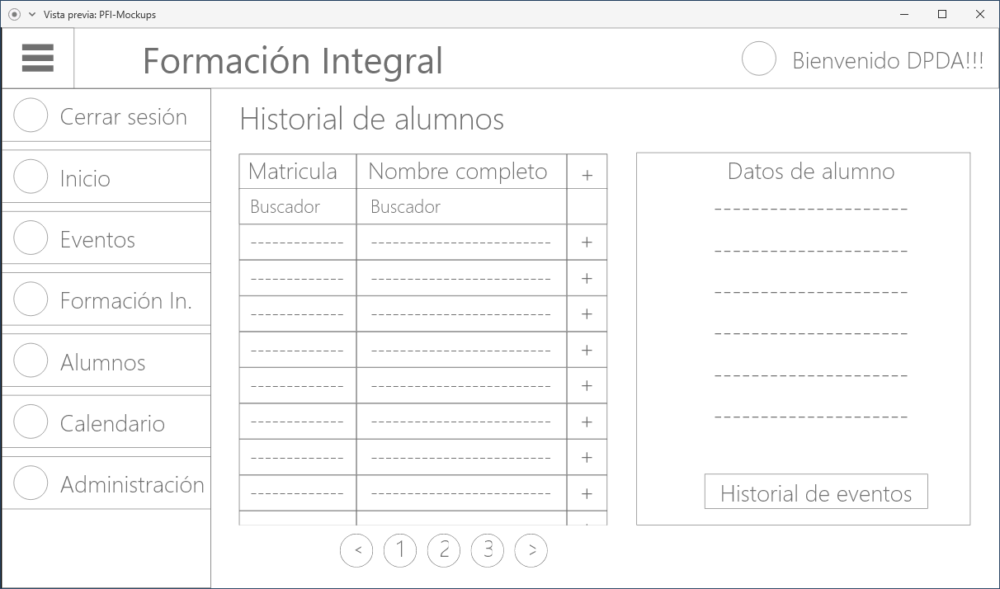 Vista previa: PFI-Mockups
Formación Integral
Bienvenido DPDA!!!
Cerrar sesión
Inicio
Eventos
Formación In.
Alumnos
Calendario
Administración
Historial de alumnos
Matricula Nombre completo +
Buscador Buscador
------------- ------------------------- +
------------- ------------------------- +
------------- ------------------------- +
------------- ------------------------- +
------------- ------------------------- +
------------- ------------------------- +
------------- ------------------------- +
------------- ------------------------- +
< 1 2 3 >
Datos de alumno
---------------------
---------------------
---------------------
---------------------
---------------------
---------------------
Historial de eventos